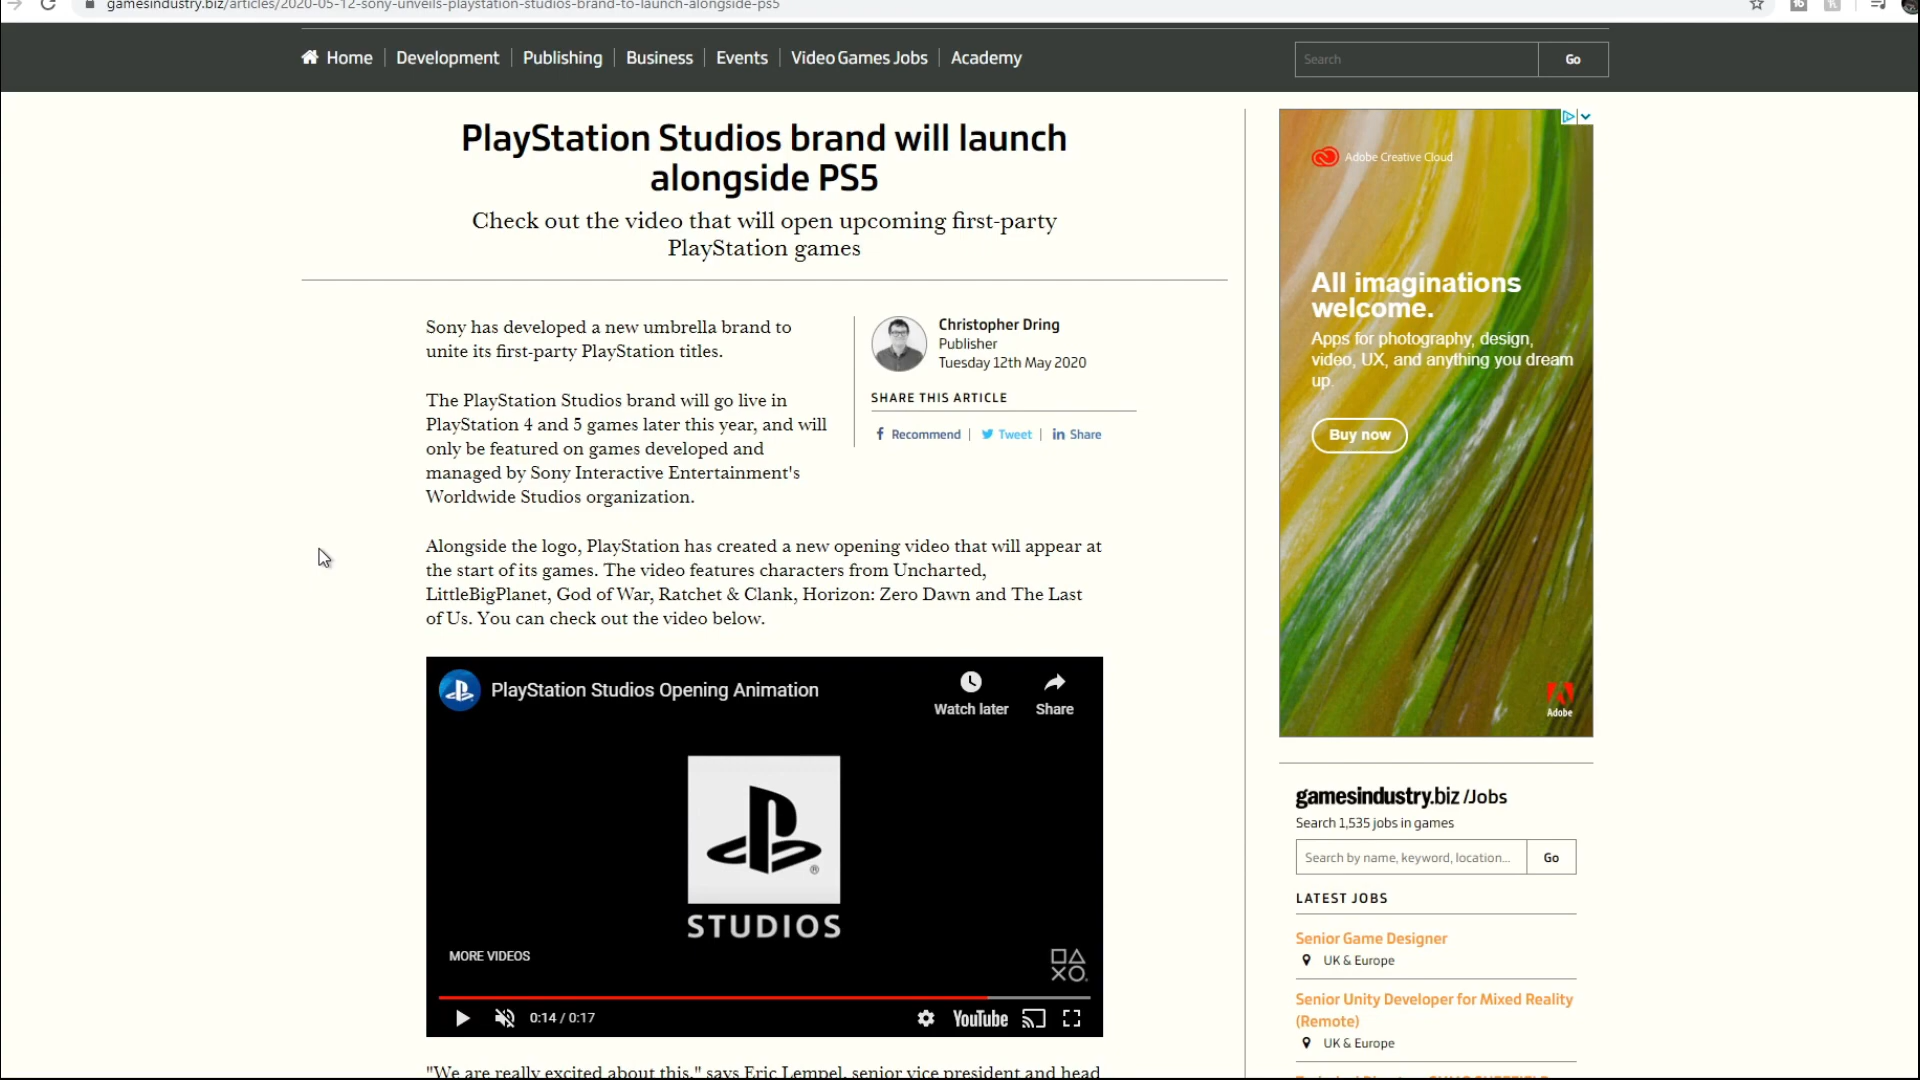 gamesindustry.biz/articles/2020-05-12-sony-unveils-playstation-studios-brand-to-launch-alongside-ps5
Home
Development
Publishing
Business
Events
Video Games Jobs
Academy
Search
Go
PlayStation Studios brand will launch
alongside PS5
Check out the video that will open upcoming first-party
PlayStation games
Sony has developed a new umbrella brand to
unite its first-party PlayStation titles.
The PlayStation Studios brand will go live in
PlayStation 4 and 5 games later this year, and will
only be featured on games developed and
managed by Sony Interactive Entertainment's
Worldwide Studios organization.
Christopher Dring
Publisher
Tuesday 12th May 2020
SHARE THIS ARTICLE
Recommend
Tweet
Share
Alongside the logo, PlayStation has created a new opening video that will appear at
the start of its games. The video features characters from Uncharted,
LittleBigPlanet, God of War, Ratchet & Clank, Horizon: Zero Dawn and The Last
of Us. You can check out the video below.
PlayStation Studios Opening Animation
Watch later
Share
®
STUDIOS
MORE VIDEOS
0:14 / 0:17
YouTube
"We are really excited about this," says Eric Lempel, senior vice president and head
Adobe Creative Cloud
All imaginations
welcome.
Apps for photography, design,
video, UX, and anything you dream
up.
Buy now
Adobe
gamesindustry.biz /Jobs
Search 1,535 jobs in games
Search by name, keyword, location...
Go
LATEST JOBS
Senior Game Designer
UK & Europe
Senior Unity Developer for Mixed Reality
(Remote)
UK & Europe